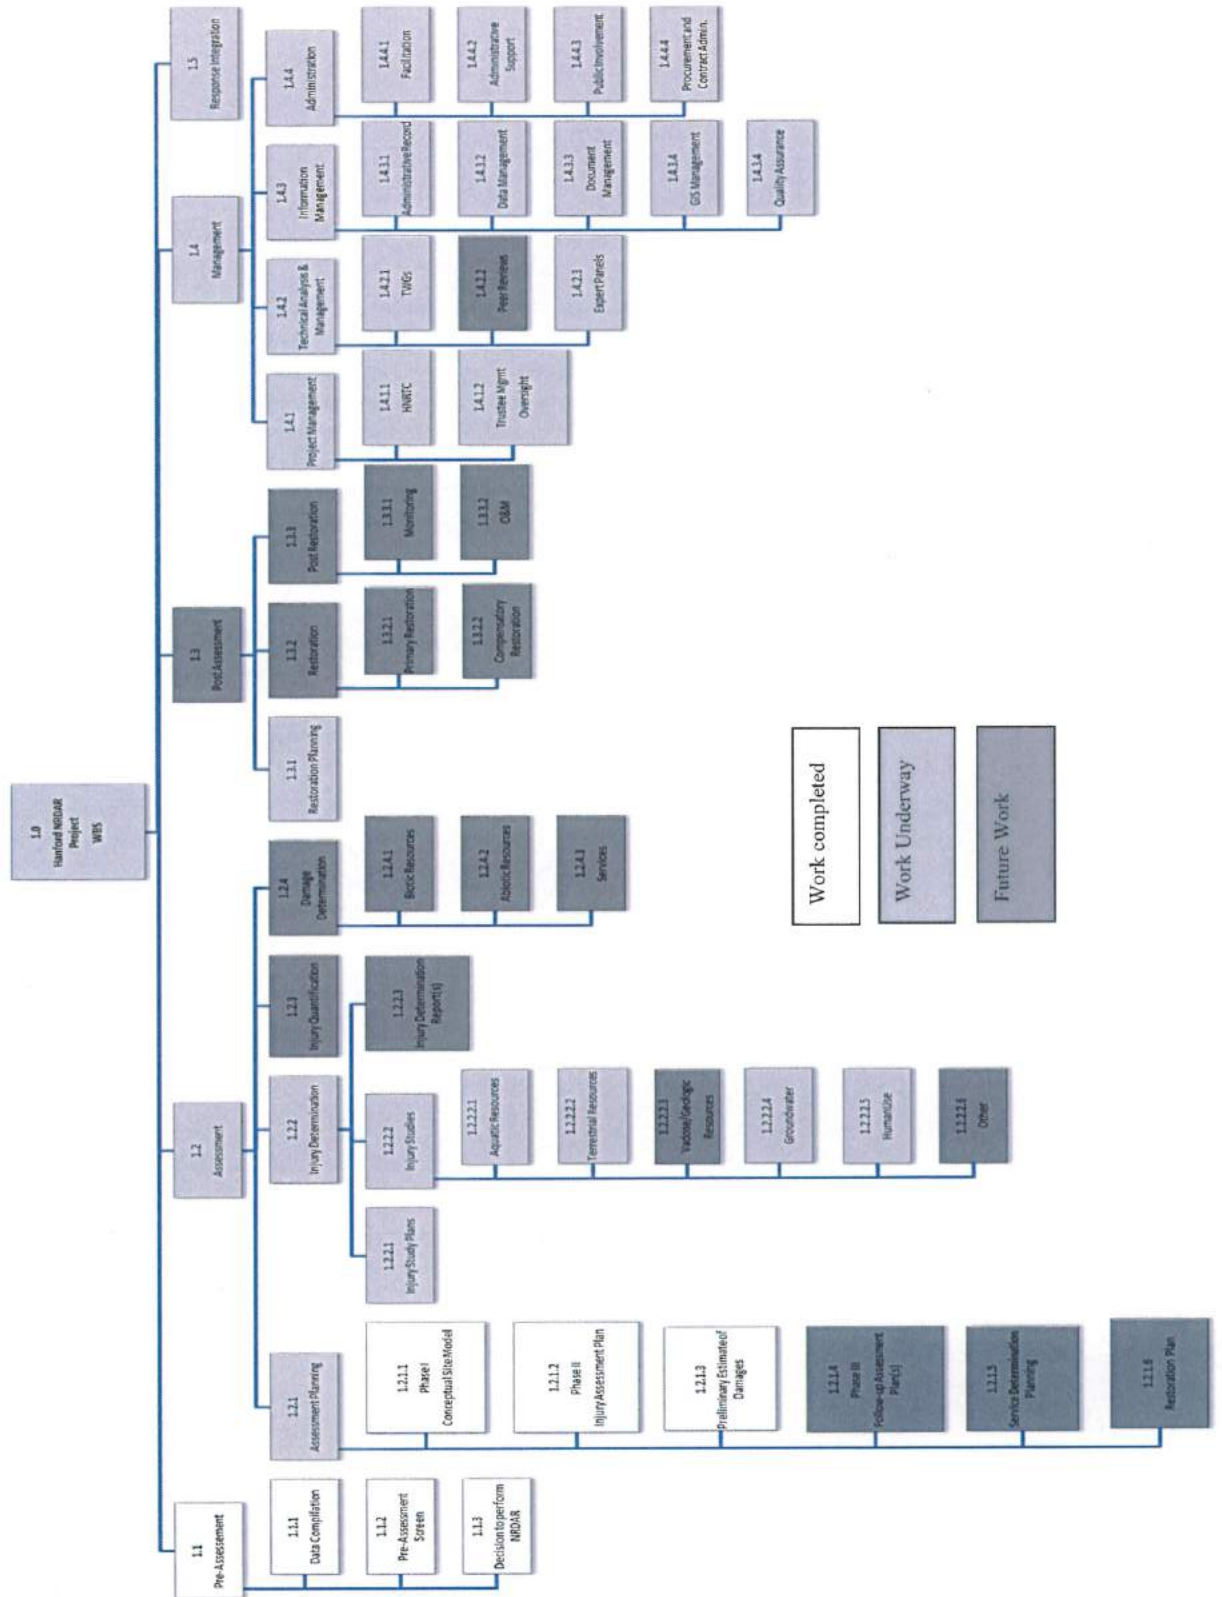 1.0
Hanford NRDAR
Project
WBS
1.1
Pre-Assessement
1.1.1
Data Compilation
1.1.2
Pre-Assessment
Screen
1.1.3
Decision to perform
NRDAR
1.2
Assessment
1.2.1
Assessment Planning
1.2.1.1
Phase I
Conceptual Site Model
1.2.1.2
Phase II
Injury Assessment Plan
1.2.1.3
Preliminary Estimate of
Damages
1.2.1.4
Phase III
Follow-up Assessment
Plan(s)
1.2.1.5
Service Determination
Planning
1.2.1.6
Restoration Plan
1.2.2
Injury Determination
1.2.2.1
Injury Study Plans
1.2.2.2
Injury Studies
1.2.2.2.1
Aquatic Resources
1.2.2.2.2
Terrestrial Resources
1.2.2.2.3
Vadose/Geologic
Resources
1.2.2.2.4
Groundwater
1.2.2.2.5
Human Use
1.2.2.2.6
Other
1.2.2.3
Injury Determination
Report(s)
1.2.3
Injury Quantification
1.2.4
Damage
Determination
1.2.4.1
Biotic Resources
1.2.4.2
Abiotic Resources
1.2.4.3
Services
1.3
Post Assessment
1.3.1
Restoration Planning
1.3.2
Restoration
1.3.2.1
Primary Restoration
1.3.2.2
Compensatory
Restoration
1.3.3
Post Restoration
1.3.3.1
Monitoring
1.3.3.2
O&M
1.4
Management
1.4.1
Project Management
1.4.1.1
HNRTC
1.4.1.2
Trustee Mgmt
Oversight
1.4.2
Technical Analysis &
Management
1.4.2.1
TWGs
1.4.2.2
Peer Reviews
1.4.2.3
Expert Panels
1.4.3
Information
Management
1.4.3.1
Administrative Record
1.4.3.2
Data Management
1.4.3.3
Document
Management
1.4.3.4
GIS Management
1.4.3.4
Quality Assurance
1.4.4
Administration
1.4.4.1
Facilitation
1.4.4.2
Administrative
Support
1.4.4.3
Public Involvement
1.4.4.4
Procurement and
Contract Admin.
1.5
Response Integration
Work completed
Work Underway
Future Work